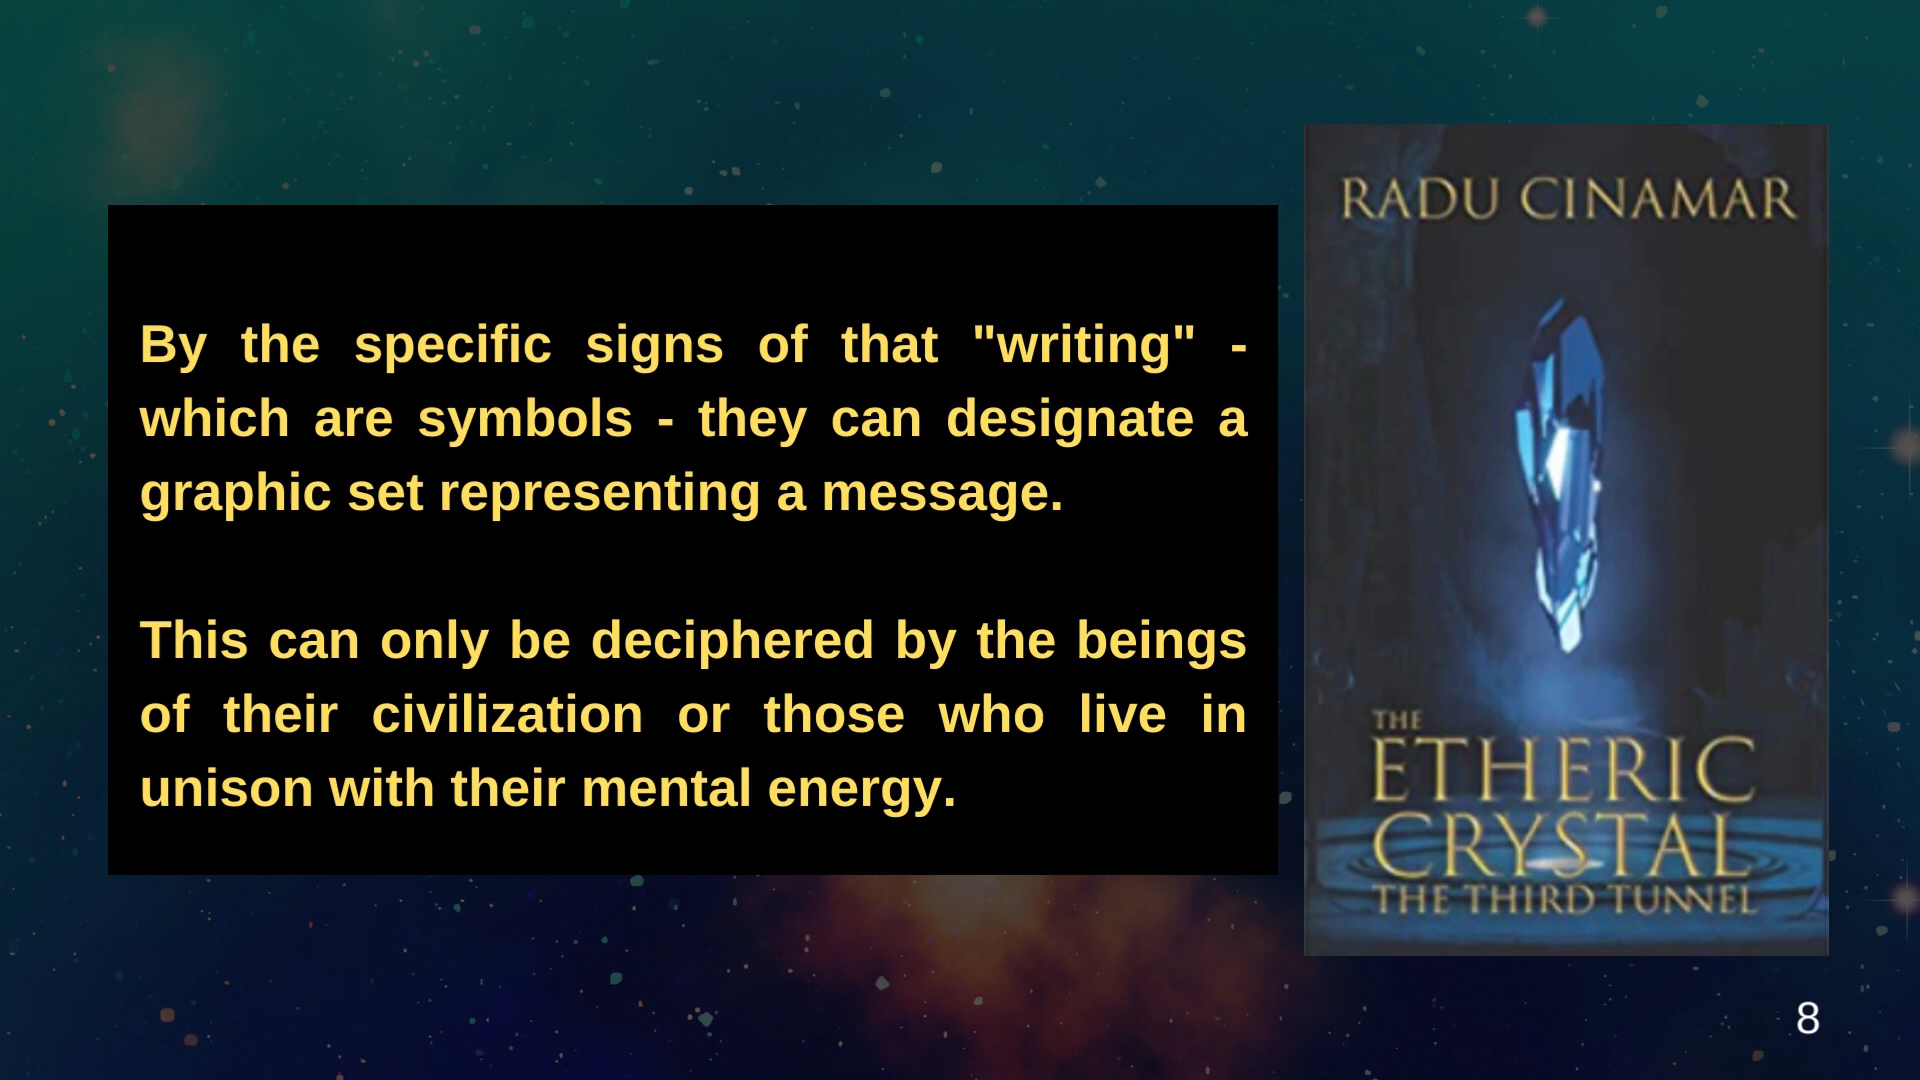 By the specific signs of that "writing" -
which are symbols - they can designate a
graphic set representing a message.
This can only be deciphered by the beings
of their civilization or those who live in
unison with their mental energy.
RADU CINAMAR
THE
ETHERIC
CRYSTAL
THE THIRD TUNNEL
8